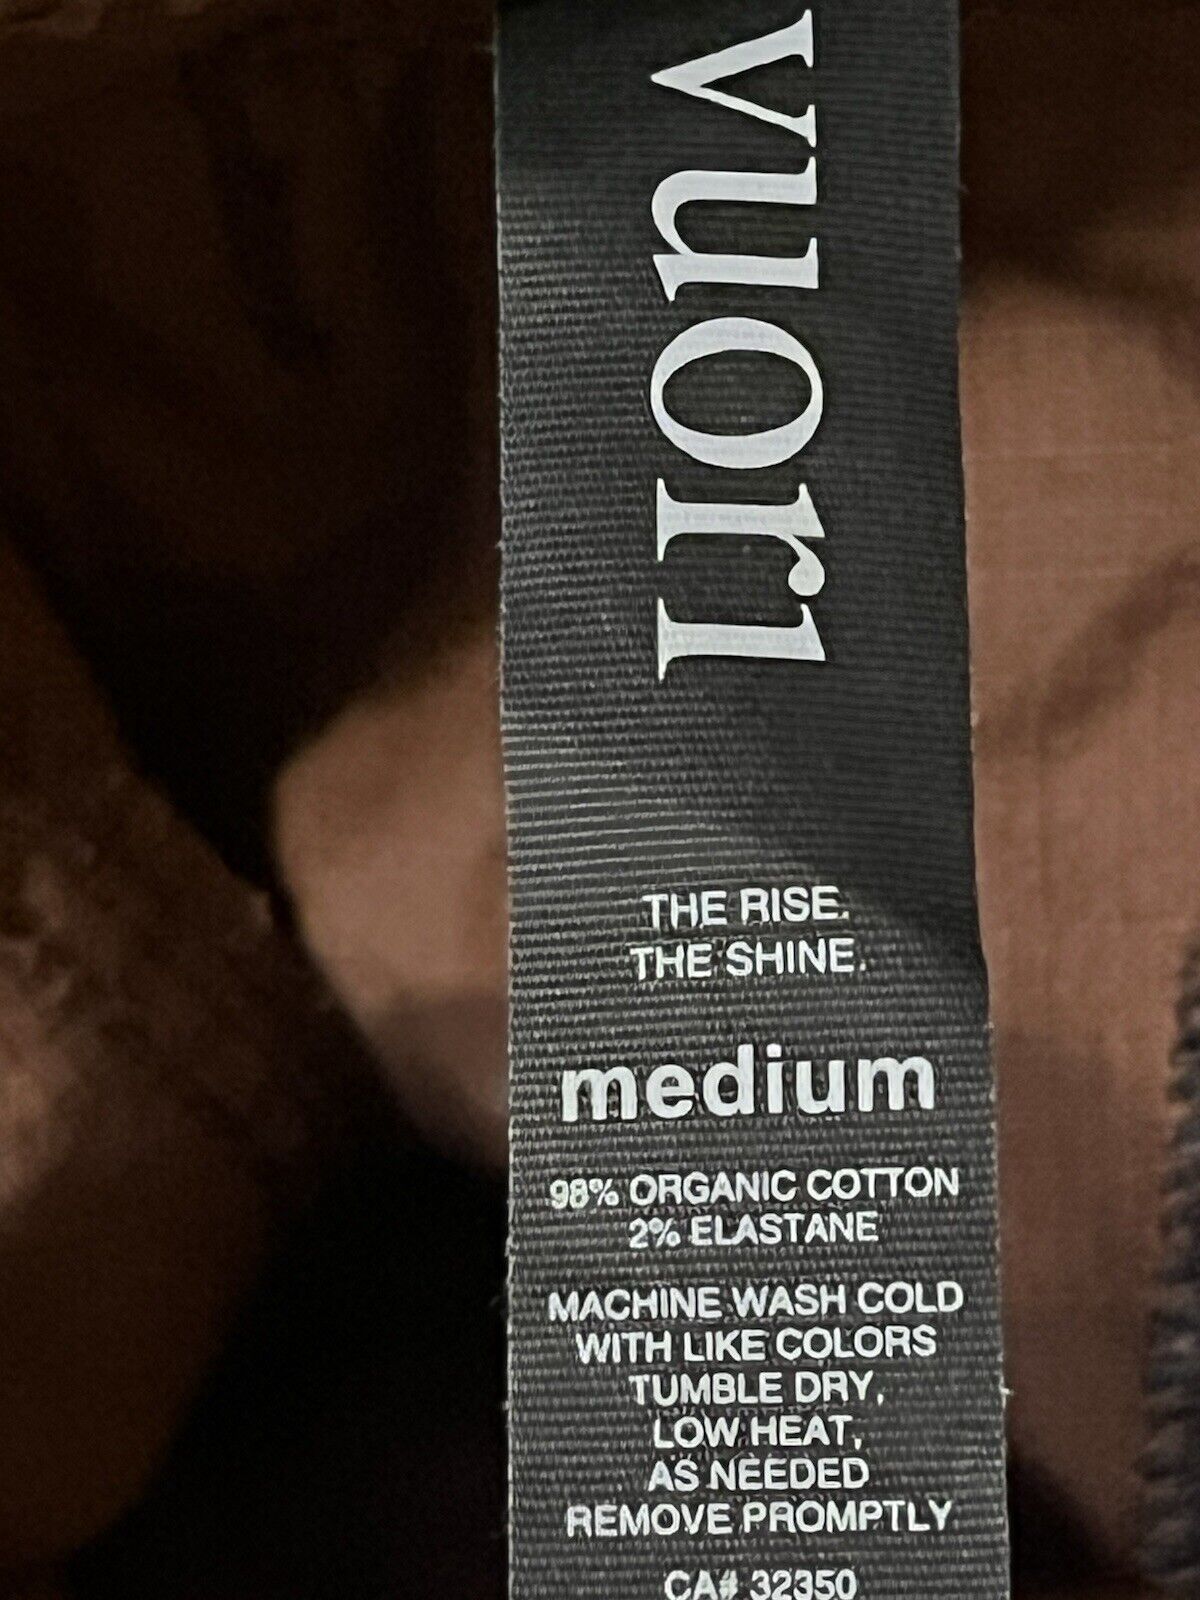 vuori
THE RISE.
THE SHINE.
medium
98% ORGANIC COTTON
2% ELASTANE
MACHINE WASH COLD
WITH LIKE COLORS
TUMBLE DRY,
LOW HEAT,
AS NEEDED
REMOVE PROMPTLY
CA# 32350